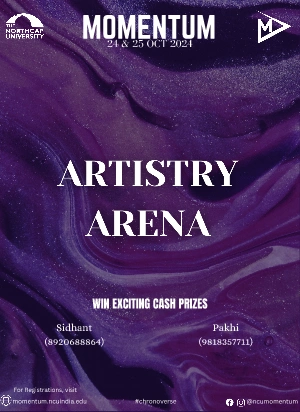 THE
NORTHCAP
UNIVERSITY
MOMENTUM
24 & 25 OCT 2024
ARTISTRY
ARENA
WIN EXCITING CASH PRIZES
Sidhant
(8920688864)
Pakhi
(9818357711)
For Registrations, visit
momentum.ncuindia.edu
#chronoverse
@ncumomentum